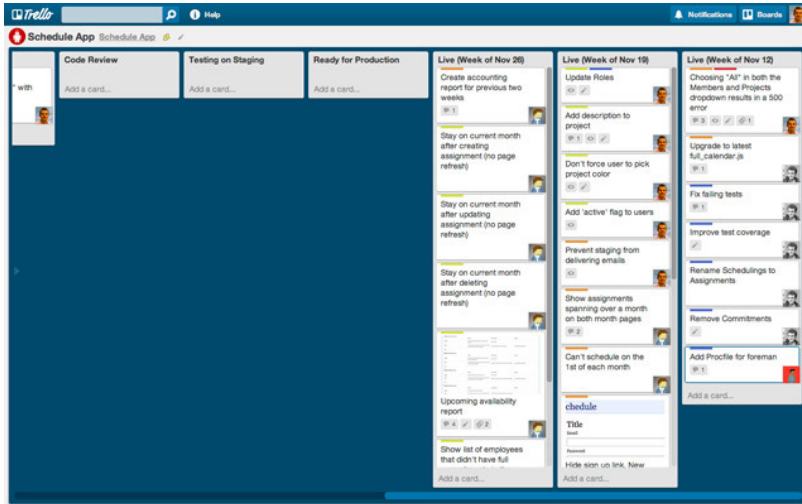 Trello
Help
Notifications
Boards
Schedule App Schedule App
" with
Code Review
Add a card...
Testing on Staging
Add a card...
Ready for Production
Add a card...
Live (Week of Nov 26)
Create accounting
report for previous two
weeks
1
Stay on current month
after creating
assignment (no page
refresh)
Stay on current month
after updating
assignment (no page
refresh)
Stay on current month
after deleting
assignment (no page
refresh)
Upcoming availability
report
4
2
Show list of employees
that didn't have full
Add a card...
Live (Week of Nov 19)
Update Roles
Add description to
project
1
Don't force user to pick
project color
Add 'active' flag to users
Prevent staging from
delivering emails
Show assignments
spanning over a month
on both month pages
2
Can't schedule on the
1st of each month
chedule
Title
Email
Password
Hide sign up link, New
Add a card...
Live (Week of Nov 12)
Choosing "All" in both the
Members and Projects
dropdown results in a 500
error
3
1
Upgrade to latest
full_calendar.js
1
Fix failing tests
1
Improve test coverage
Rename Schedulings to
Assignments
Remove Commitments
Add Procfile for foreman
1
Add a card...